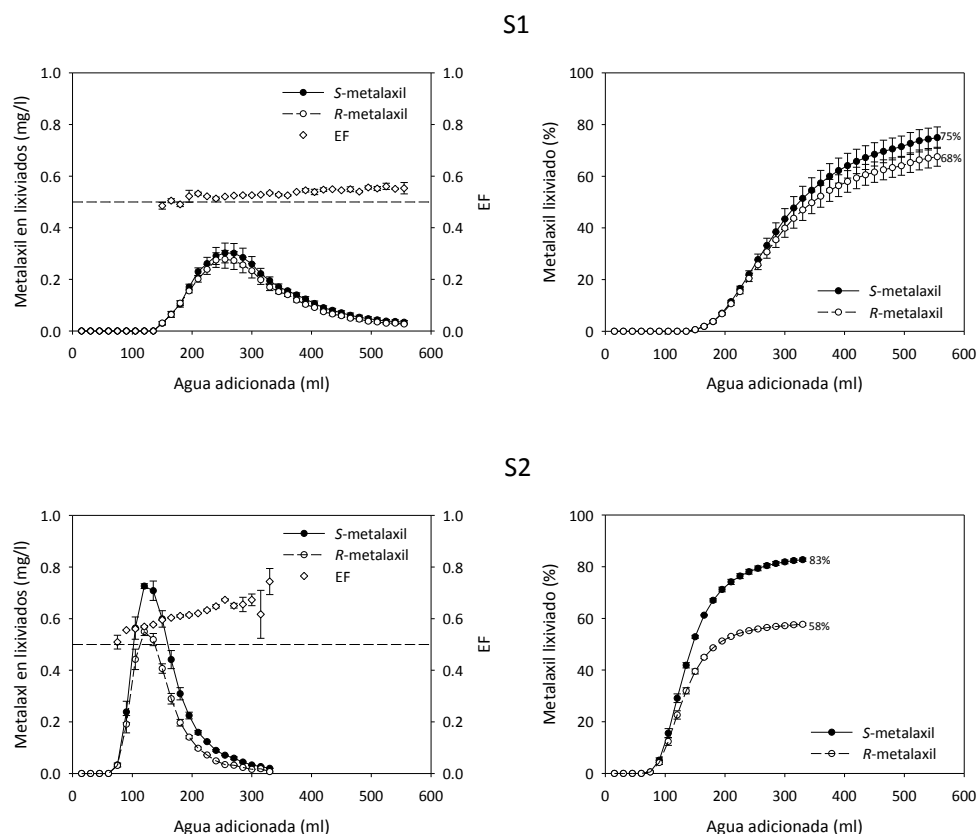 S1
Metalaxil en lixiviados (mg/l)
1.0
0.8
0.6
0.4
0.2
0.0
S-metalaxil
R-metalaxil
EF
1.0
0.8
0.6
0.4
0.2
0.0
EF
0 100 200 300 400 500 600
Agua adicionada (ml)
Metalaxil lixiviado (%)
100
80
60
40
20
0
75%
68%
S-metalaxil
R-metalaxil
0 100 200 300 400 500 600
Agua adicionada (ml)
S2
Metalaxl en lixiviados (mg/l)
1.0
0.8
0.6
0.4
0.2
0.0
S-metalaxil
R-metalaxil
EF
1.0
0.8
0.6
0.4
0.2
0.0
EF
0 100 200 300 400 500 600
Agua adicionada (ml)
Metalaxil lixiviado (%)
100
80
60
40
20
0
83%
58%
S-metalaxil
R-metalaxil
0 100 200 300 400 500 600
Agua adicionada (ml)